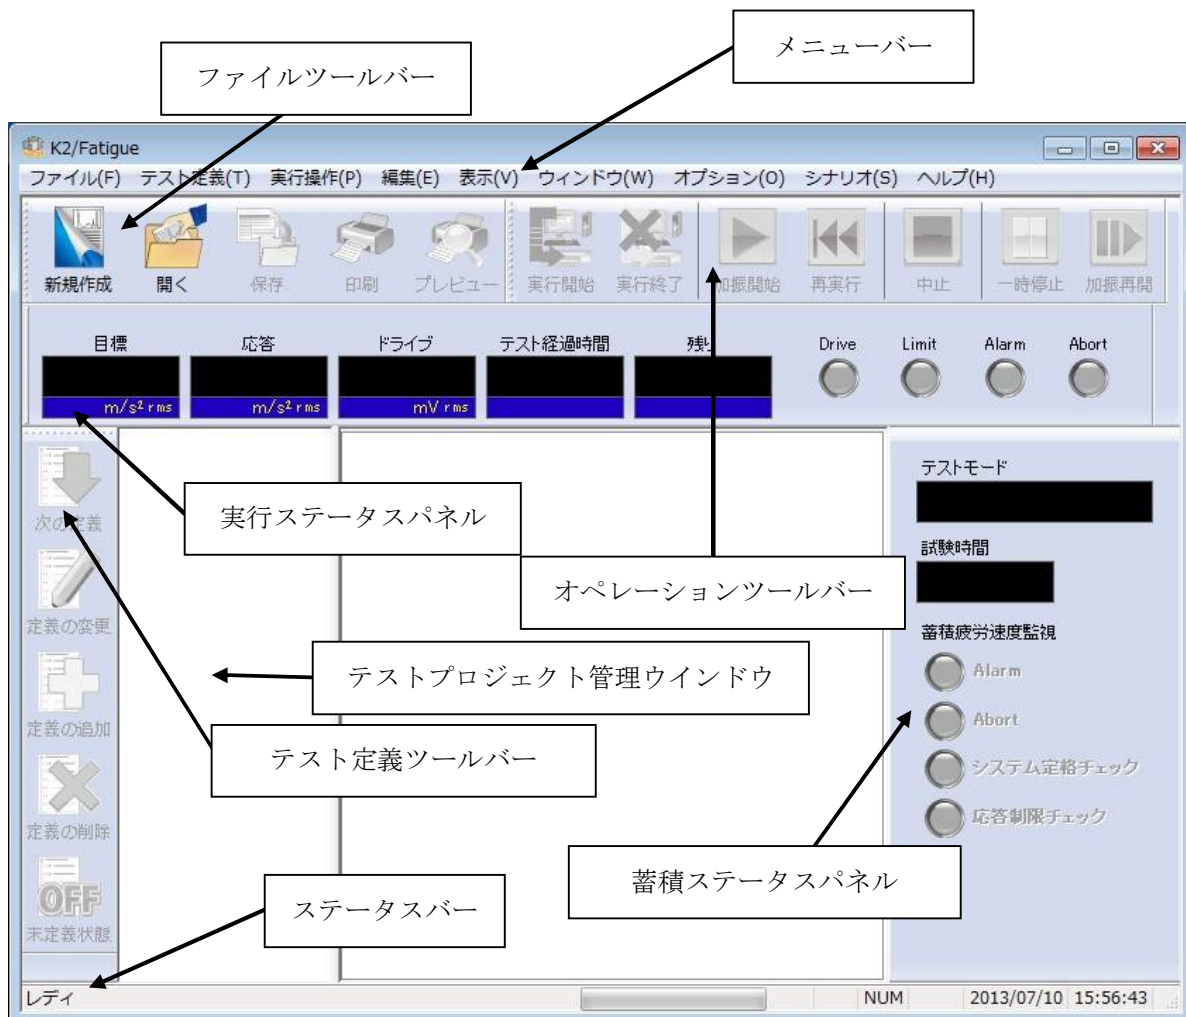 メニューバー
ファイルツールバー
K2/Fatigue
ファイル(F) テスト定義(T) 実行操作(P) 編集(E) 表示(V) ウィンドウ(W) オプション(O) シナリオ(S) ヘルプ(H)
新規作成 開く 保存 印刷 プレビュー 実行開始 実行終了 加振開始 再実行 中止 一時停止 加振再開
目標 応答 ドライブ テスト経過時間 残り Drive Limit Alarm Abort
m/s² rms m/s² rms mV rms
テストモード
実行ステータスパネル
次の定義
試験時間
オペレーションツールバー
定義の変更
蓄積疲労速度監視
テストプロジェクト管理ウインドウ
Alarm
定義の追加
Abort
テスト定義ツールバー
システム定格チェック
定義の削除
応答制限チェック
蓄積ステータスパネル
OFF
ステータスバー
未定義状態
レディ NUM 2013/07/10 15:56:43